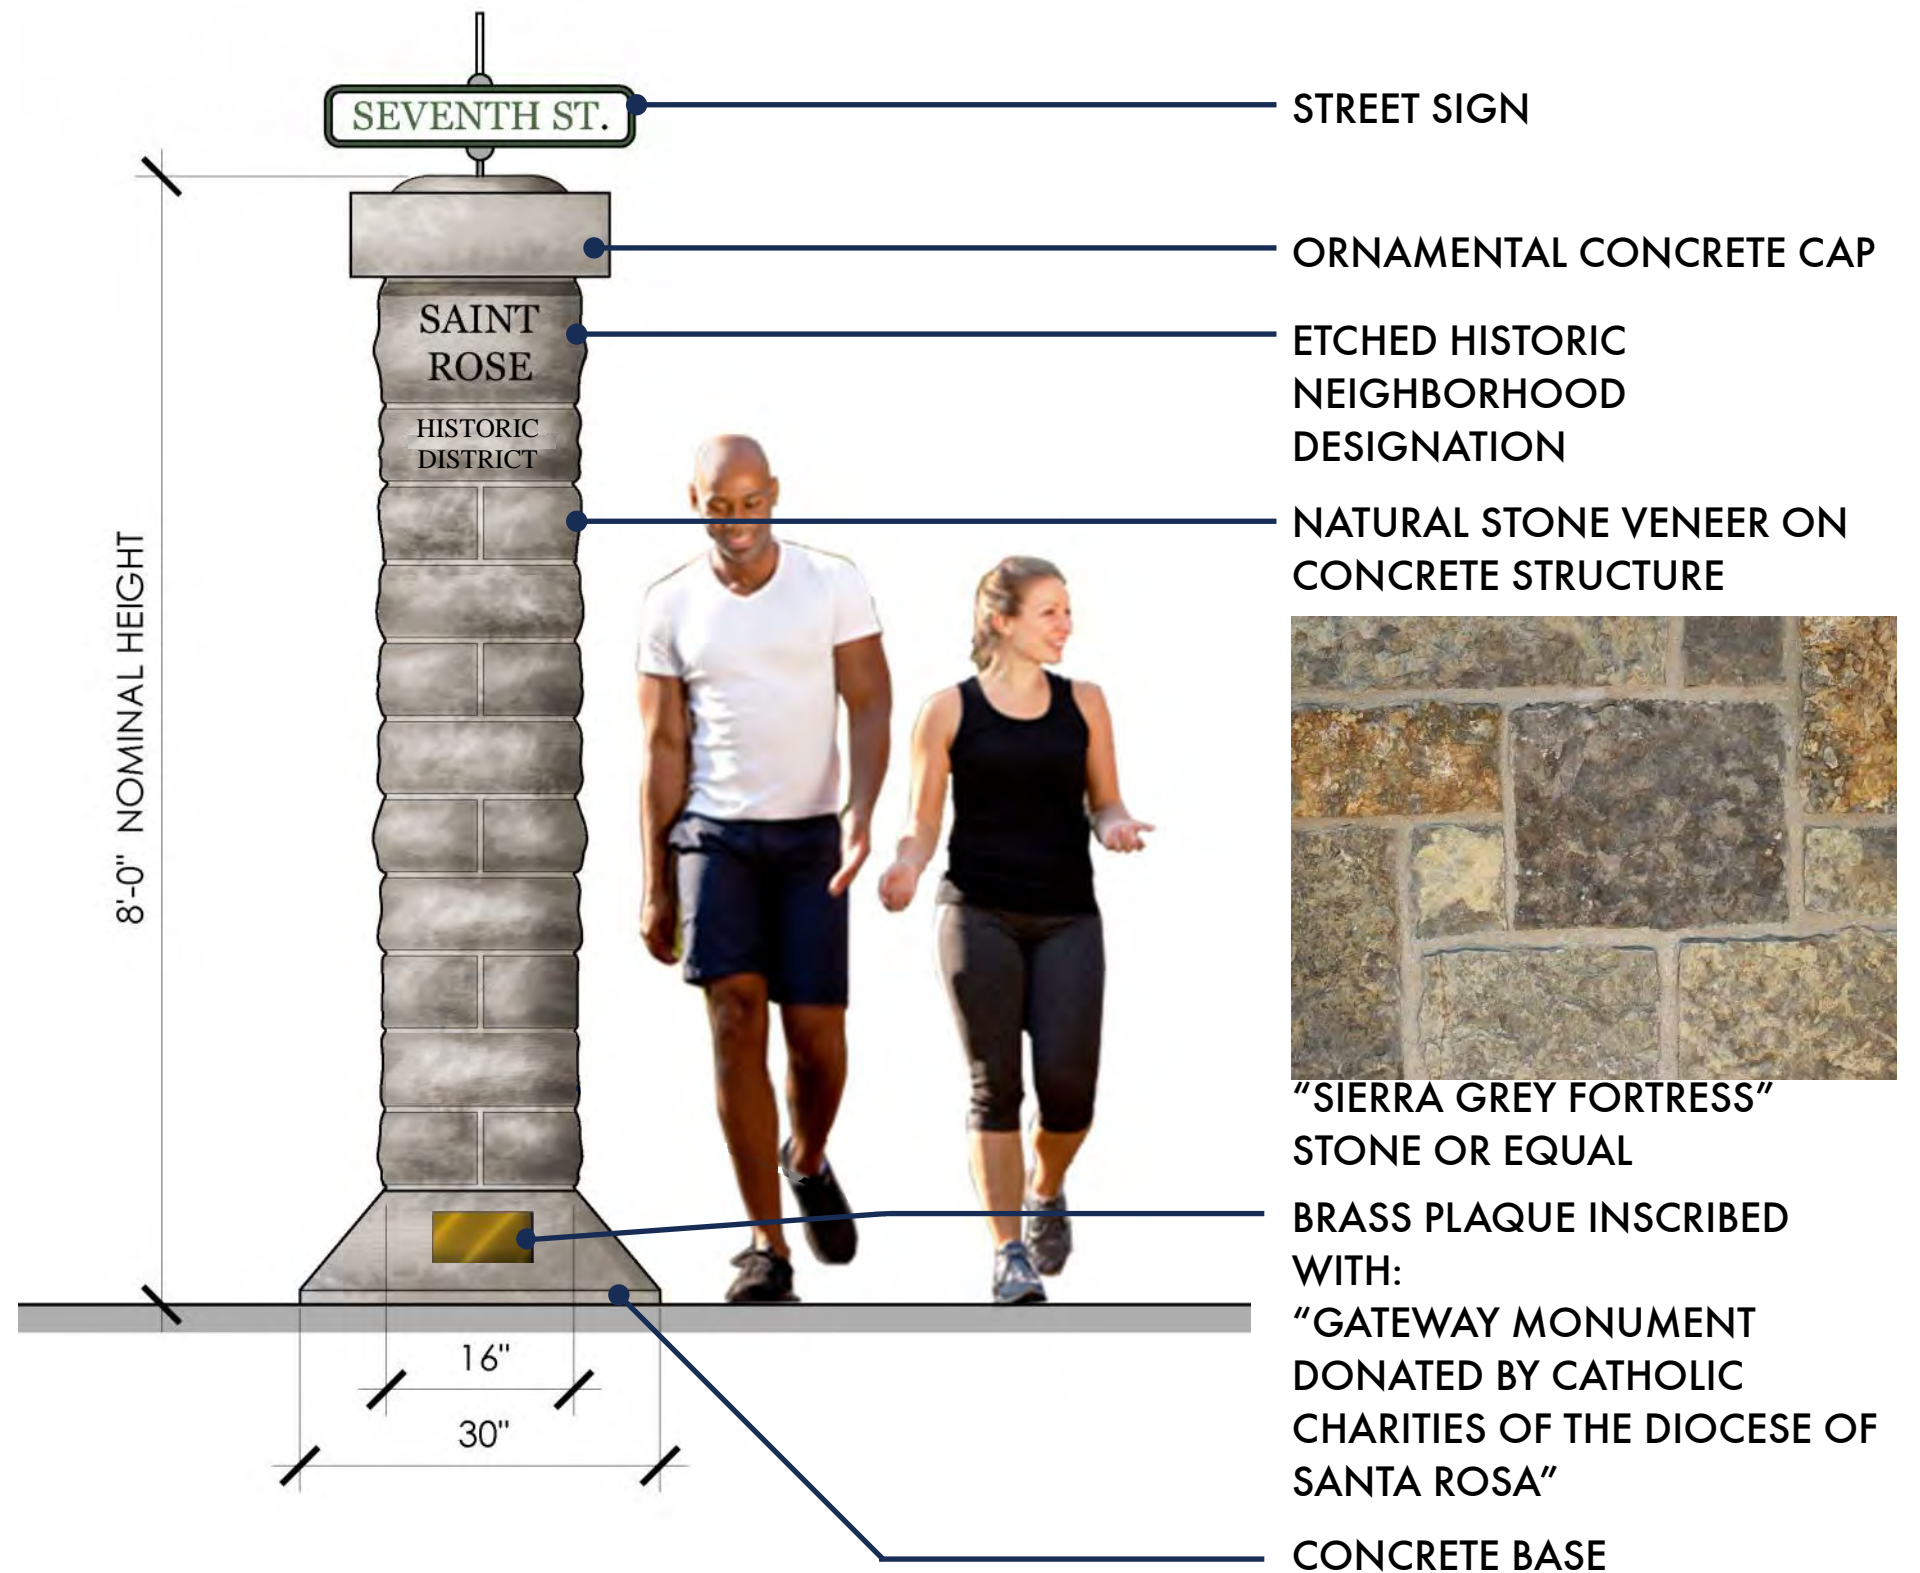 SEVENTH ST.
STREET SIGN
ORNAMENTAL CONCRETE CAP
SAINT
ROSE
HISTORIC
DISTRICT
ETCHED HISTORIC
NEIGHBORHOOD
DESIGNATION
NATURAL STONE VENEER ON
CONCRETE STRUCTURE
8'-0" NOMINAL HEIGHT
“SIERRA GREY FORTRESS”
STONE OR EQUAL
BRASS PLAQUE INSCRIBED
WITH:
“GATEWAY MONUMENT
DONATED BY CATHOLIC
CHARITIES OF THE DIOCESE OF
SANTA ROSA”
16"
30"
CONCRETE BASE